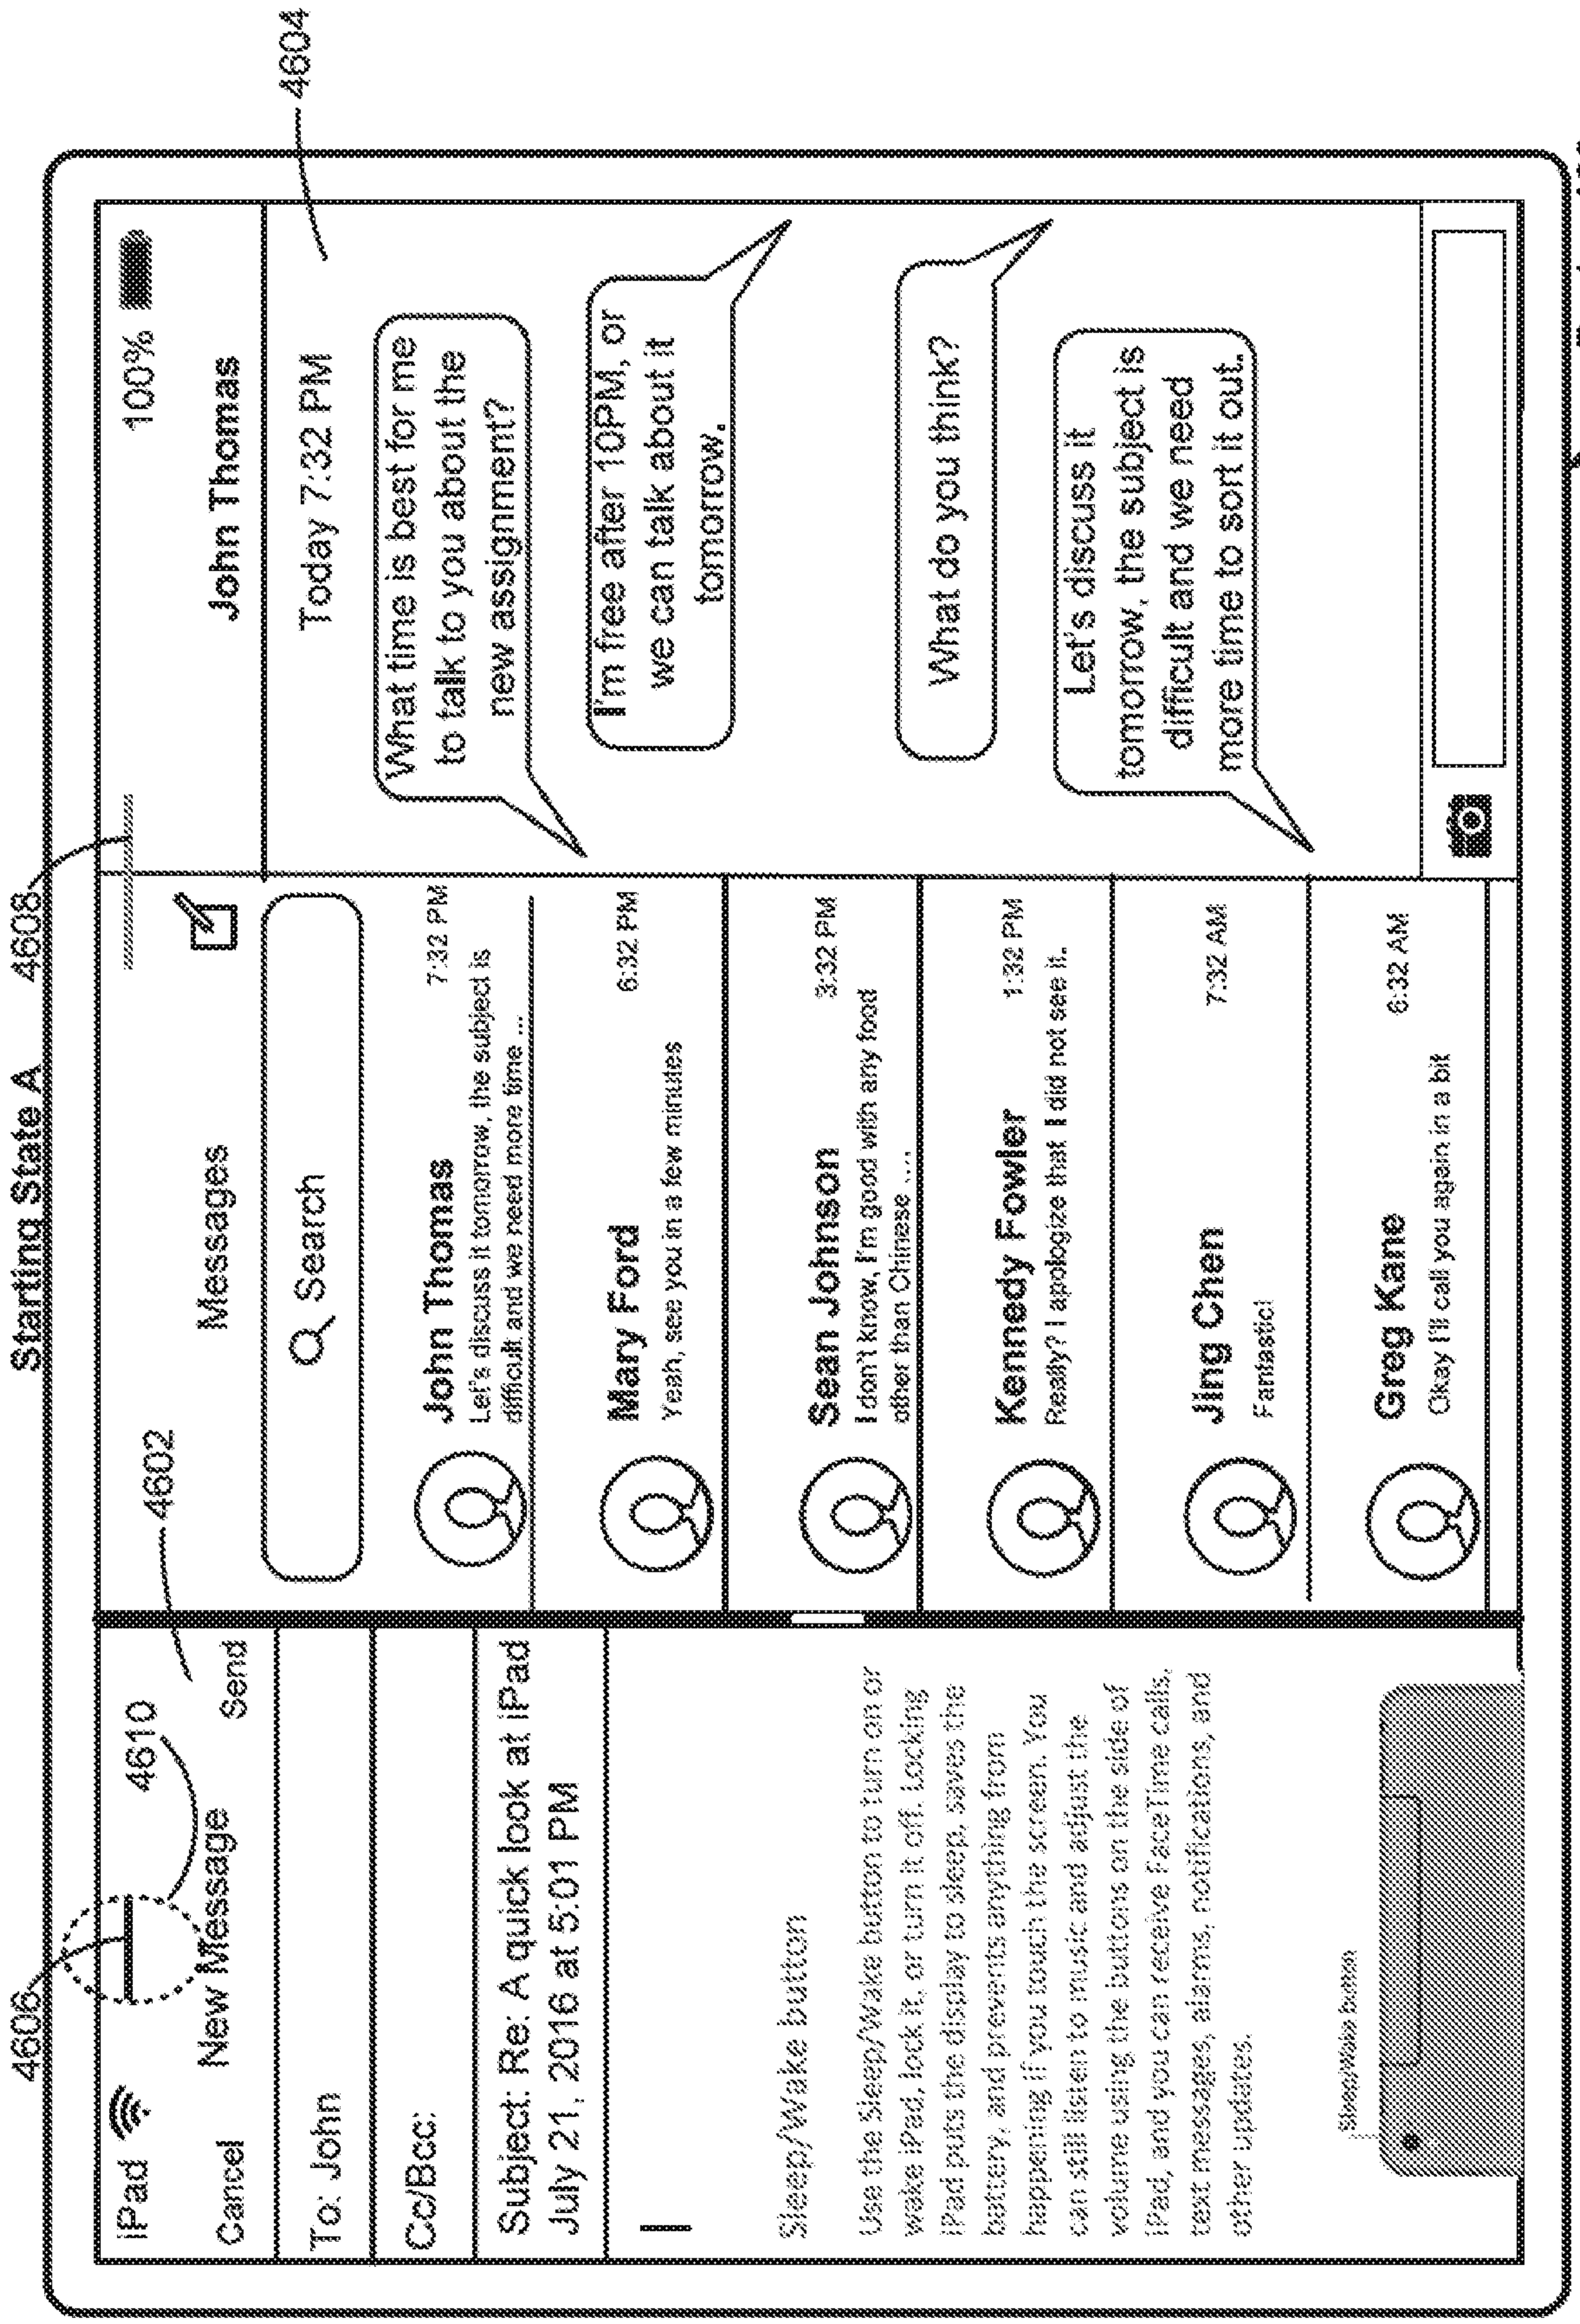 Starting State A
4606
4610
4602
4608
4604
iPad
100%
Cancel
New Message
Send
To: John
Cc/Bcc:
Subject: Re: A quick look at iPad
July 21, 2016 at 5:01 PM
Sleep/Wake button
Use the Sleep/Wake button to turn on or
wake iPad, lock it, or turn it off. Locking
iPad puts the display to sleep, saves the
battery, and prevents anything from
happening if you touch the screen. You
can still listen to music and adjust the
volume using the buttons on the side of
iPad, and you can receive FaceTime calls,
text messages, alarms, notifications, and
other updates.
Sleep/Wake button
Messages
Search
John Thomas
7:32 PM
Let's discuss it tomorrow, the subject is
difficult and we need more time ...
Mary Ford
6:32 PM
Yeah, see you in a few minutes
Sean Johnson
3:32 PM
I don't know, I'm good with any food
other than Chinese ....
Kennedy Fowler
1:32 PM
Really? I apologize that I did not see it.
Jing Chen
7:32 AM
Fantastic!
Greg Kane
6:32 AM
Okay I'll call you again in a bit
John Thomas
Today 7:32 PM
What time is best for me
to talk to you about the
new assignment?
I'm free after 10PM, or
we can talk about it
tomorrow.
What do you think?
Let's discuss it
tomorrow, the subject is
difficult and we need
more time to sort it out.